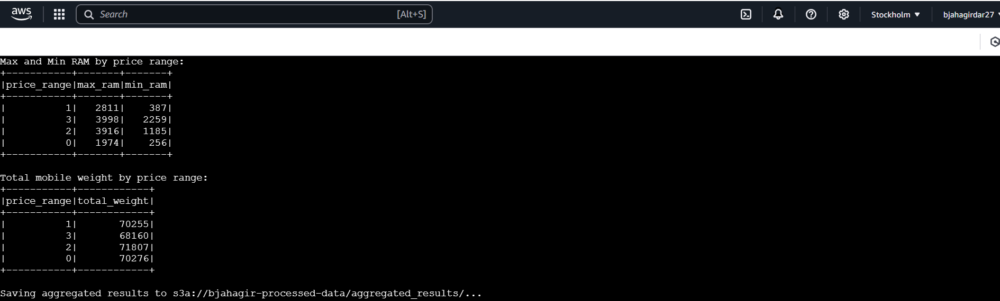 aws Search [Alt+S] Stockholm ▼ bjahagirdar27
Max and Min RAM by price range:
+-----------+-------+-------+
|price_range|max_ram|min_ram|
+-----------+-------+-------+
|          1|   2811|    387|
|          3|   3998|   2259|
|          2|   3916|   1185|
|          0|   1974|    256|
+-----------+-------+-------+
Total mobile weight by price range:
+-----------+------------+
|price_range|total_weight|
+-----------+------------+
|          1|       70255|
|          3|       68160|
|          2|       71807|
|          0|       70276|
+-----------+------------+
Saving aggregated results to s3a://bjahagir-processed-data/aggregated_results/...